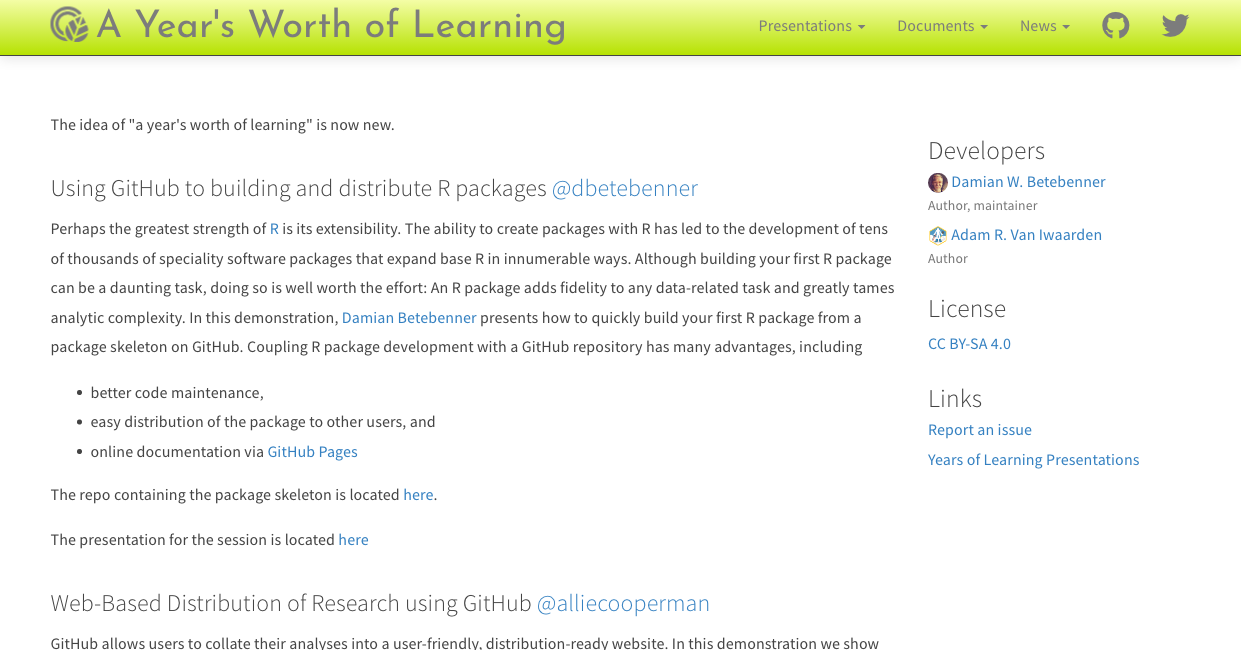 A Year's Worth of Learning
Presentations
Documents
News
The idea of "a year's worth of learning" is now new.
Using GitHub to building and distribute R packages @dbetebenner
Perhaps the greatest strength of R is its extensibility. The ability to create packages with R has led to the development of tens
of thousands of speciality software packages that expand base R in innumerable ways. Although building your first R package
can be a daunting task, doing so is well worth the effort: An R package adds fidelity to any data-related task and greatly tames
analytic complexity. In this demonstration, Damian Betebenner presents how to quickly build your first R package from a
package skeleton on GitHub. Coupling R package development with a GitHub repository has many advantages, including
• better code maintenance,
• easy distribution of the package to other users, and
• online documentation via GitHub Pages
The repo containing the package skeleton is located here.
The presentation for the session is located here
Web-Based Distribution of Research using GitHub @alliecooperman
GitHub allows users to collate their analyses into a user-friendly, distribution-ready website. In this demonstration we show
Developers
Damian W. Betebenner
Author, maintainer
Adam R. Van Iwaarden
Author
License
CC BY-SA 4.0
Links
Report an issue
Years of Learning Presentations